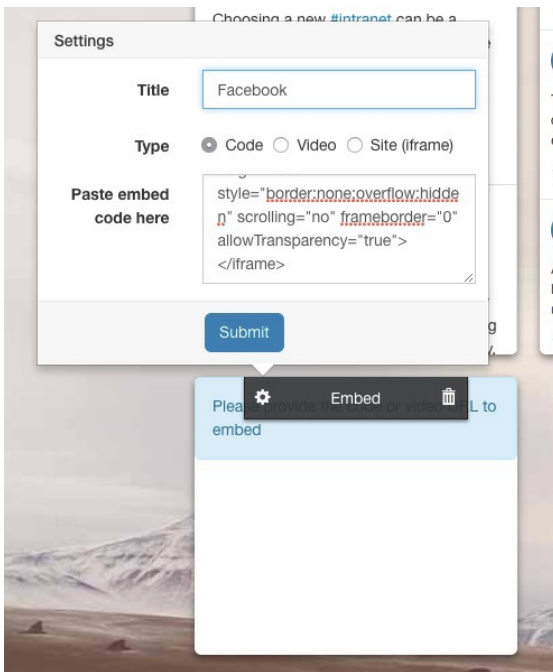 Choosing a new #intranet can be a
Settings
Title
Facebook
Type
Code
Video
Site (iframe)
Paste embed
code here
style="border:none;overflow:hidde
n" scrolling="no" frameborder="0"
allowTransparency="true">
</iframe>
Submit
Embed
Please provide the code or video URL to
embed